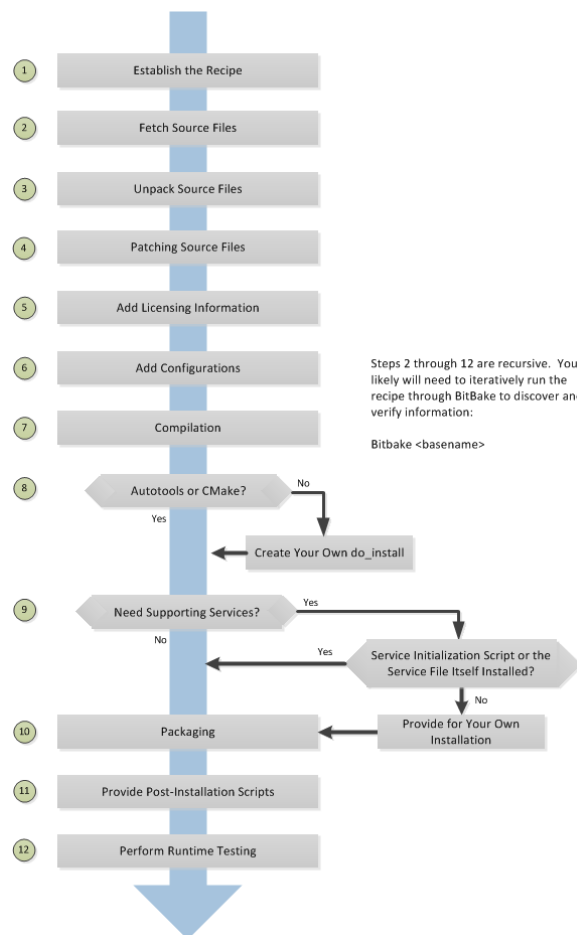 1
Establish the Recipe
2
Fetch Source Files
3
Unpack Source Files
4
Patching Source Files
5
Add Licensing Information
6
Add Configurations
Steps 2 through 12 are recursive. You
likely will need to iteratively run the
recipe through BitBake to discover and
verify information:
Bitbake <basename>
7
Compilation
8
Autotools or CMake?
No
Yes
Create Your Own do_install
9
Need Supporting Services?
Yes
No
Yes
Service Initialization Script or the
Service File Itself Installed?
No
10
Packaging
Provide for Your Own
Installation
11
Provide Post-Installation Scripts
12
Perform Runtime Testing